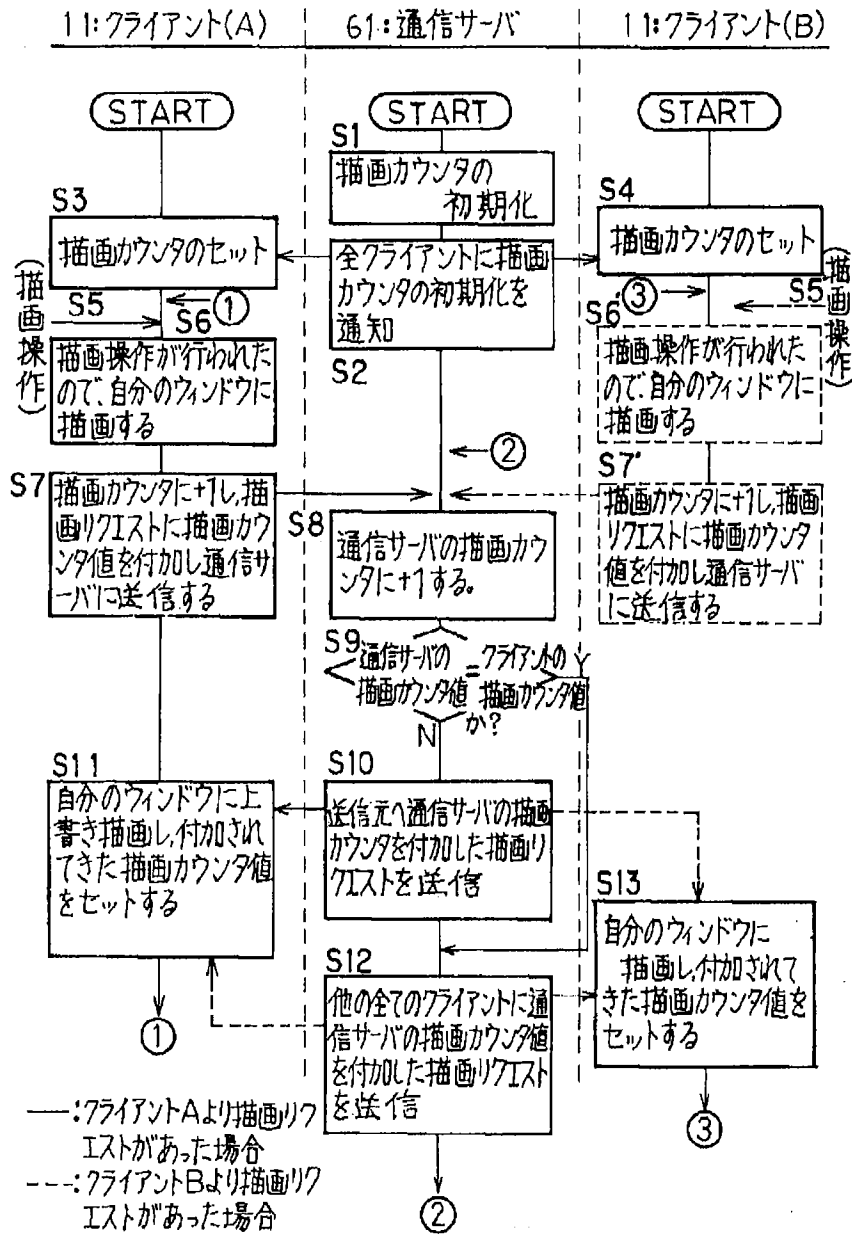 11:クライアント(A)
61:通信サーバ
11:クライアント(B)
START
START
START
S1
描画カウンタの
初期化
S3
描画カウンタのセット
S4
描画カウンタのセット
全クライアントに描画
カウンタの初期化を
通知
S2
(描画操作)
S5
①
S6
描画操作が行われた
ので、自分のウィンドウに
描画する
③
S5'
(描画操作)
S6'
描画操作が行われた
ので、自分のウィンドウに
描画する
②
S7
描画カウンタに+1し、描
画リクエストに描画カウ
ンタ値を付加し通信サ
ーバに送信する
S7'
描画カウンタに+1し、描画
リクエストに描画カウンタ
値を付加し通信サーバ
に送信する
S8
通信サーバの描画カウ
ンタに+1する。
S9
通信サーバの=クライアントの
描画カウンタ値 描画カウンタ値
か?
Y
N
S10
送信元へ通信サーバの描画
カウンタを付加した描画リ
クエストを送信
S11
自分のウィンドウに上
書き描画し、付加され
てきた描画カウンタ値
をセットする
S12
他の全てのクライアントに通
信サーバの描画カウンタ値
を付加した描画リクエスト
を送信
S13
自分のウィンドウに
描画し、付加されて
きた描画カウンタ値を
セットする
①
③
②
——:クライアントAより描画リク
エストがあった場合
---:クライアントBより描画リク
エストがあった場合